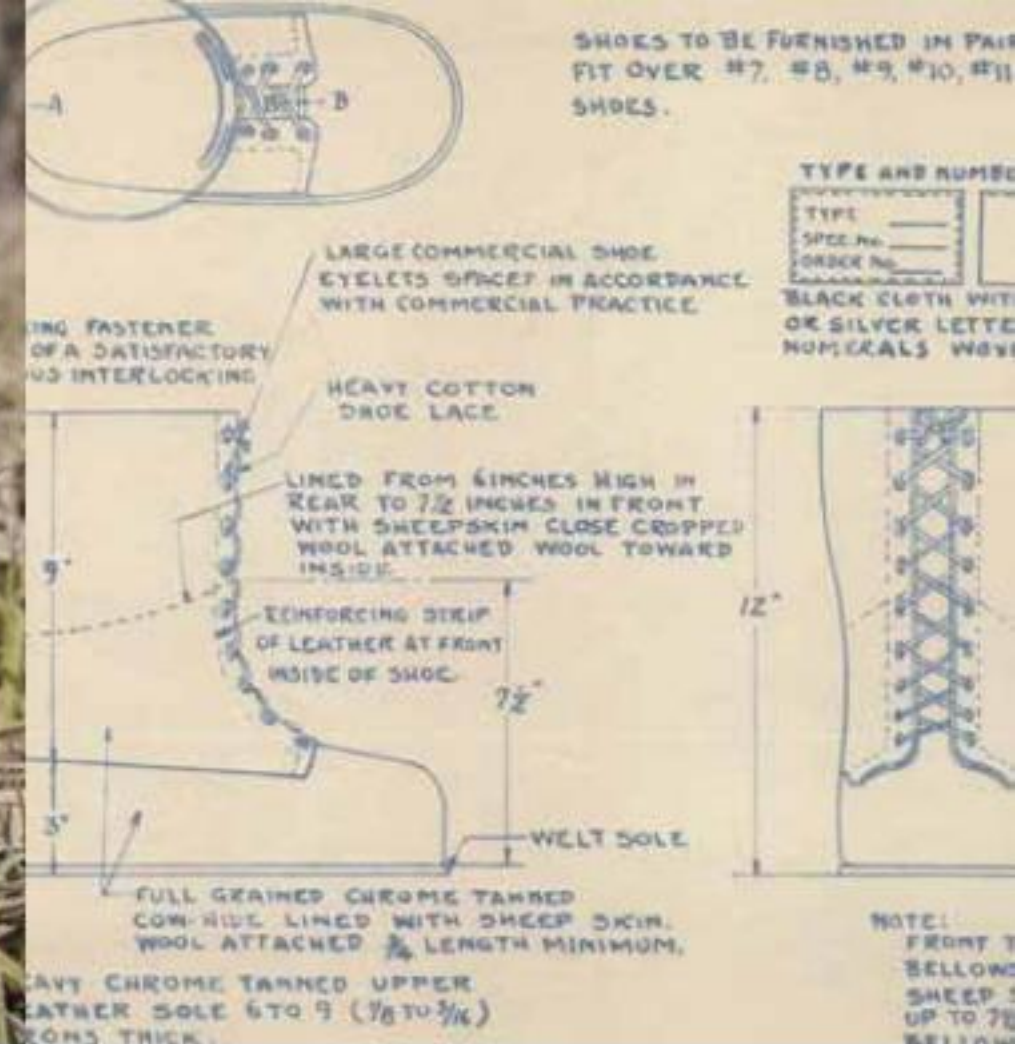 SHOES TO BE FURNISHED IN PAIR
FIT OVER #7, #8, #9, #10, #11
SHOES.
A
B
B
TYPE AND NUMBE
TYPE
SPEC. No.
ORDER No.
BLACK CLOTH WIT
OR SILVER LETTE
NUMERALS WOVE
LARGE COMMERCIAL SHOE
EYELETS SPACED IN ACCORDANCE
WITH COMMERCIAL PRACTICE
ING FASTENER
OF A SATISFACTORY
US INTERLOCKING
HEAVY COTTON
SHOE LACE
LINED FROM 6 INCHES HIGH IN
REAR TO 7½ INCHES IN FRONT
WITH SHEEPSKIN CLOSE CROPPED
WOOL ATTACHED WOOL TOWARD
INSIDE
9"
12"
REINFORCING STRIP
OF LEATHER AT FRONT
INSIDE OF SHOE.
7½"
3"
WELT SOLE
FULL GRAINED CHROME TANNED
COW-HIDE LINED WITH SHEEP SKIN.
WOOL ATTACHED ¾ LENGTH MINIMUM.
EAVY CHROME TANNED UPPER
EATHER SOLE 6 TO 9 (⅛ TO 3/16)
RONS THICK.
NOTE:
FRONT T
BELLOWS
SHEEP S
UP TO 7½
BELLOW